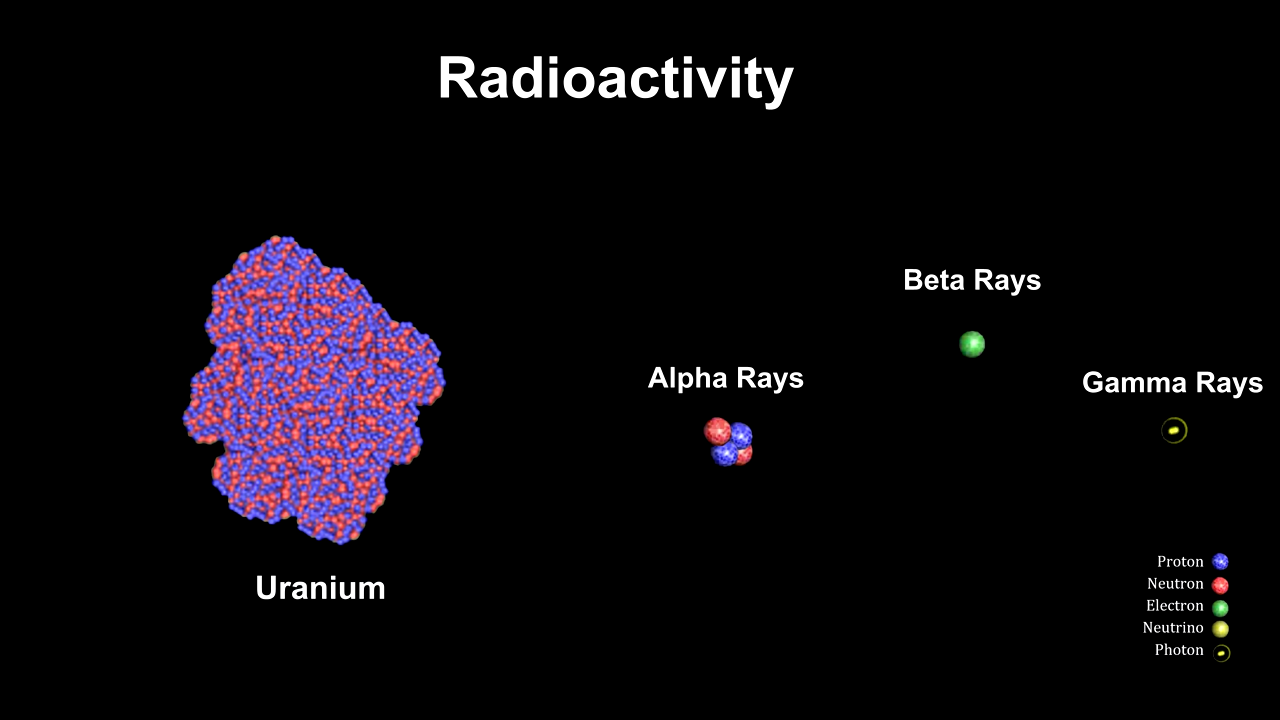 Radioactivity
Beta Rays
Alpha Rays
Gamma Rays
Uranium
Proton
Neutron
Electron
Neutrino
Photon